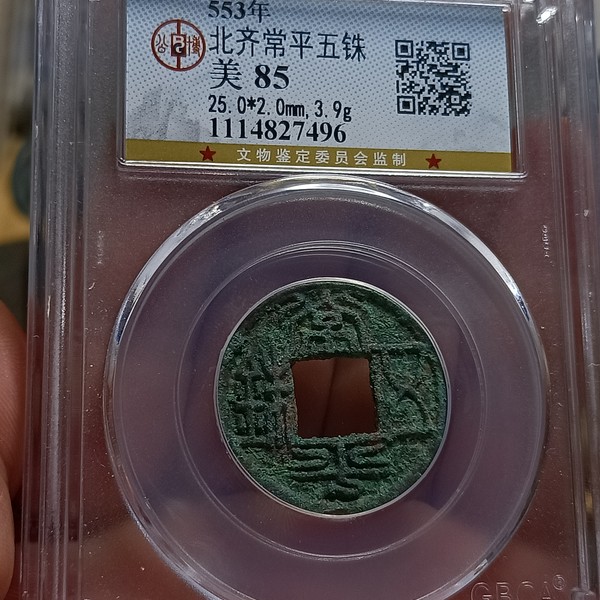 553年
北齐常平五铢
美 85
25.0*2.0mm, 3.9g
1114827496
★ 文物鉴定委员会监制 ★
常平五銖
GBCA®